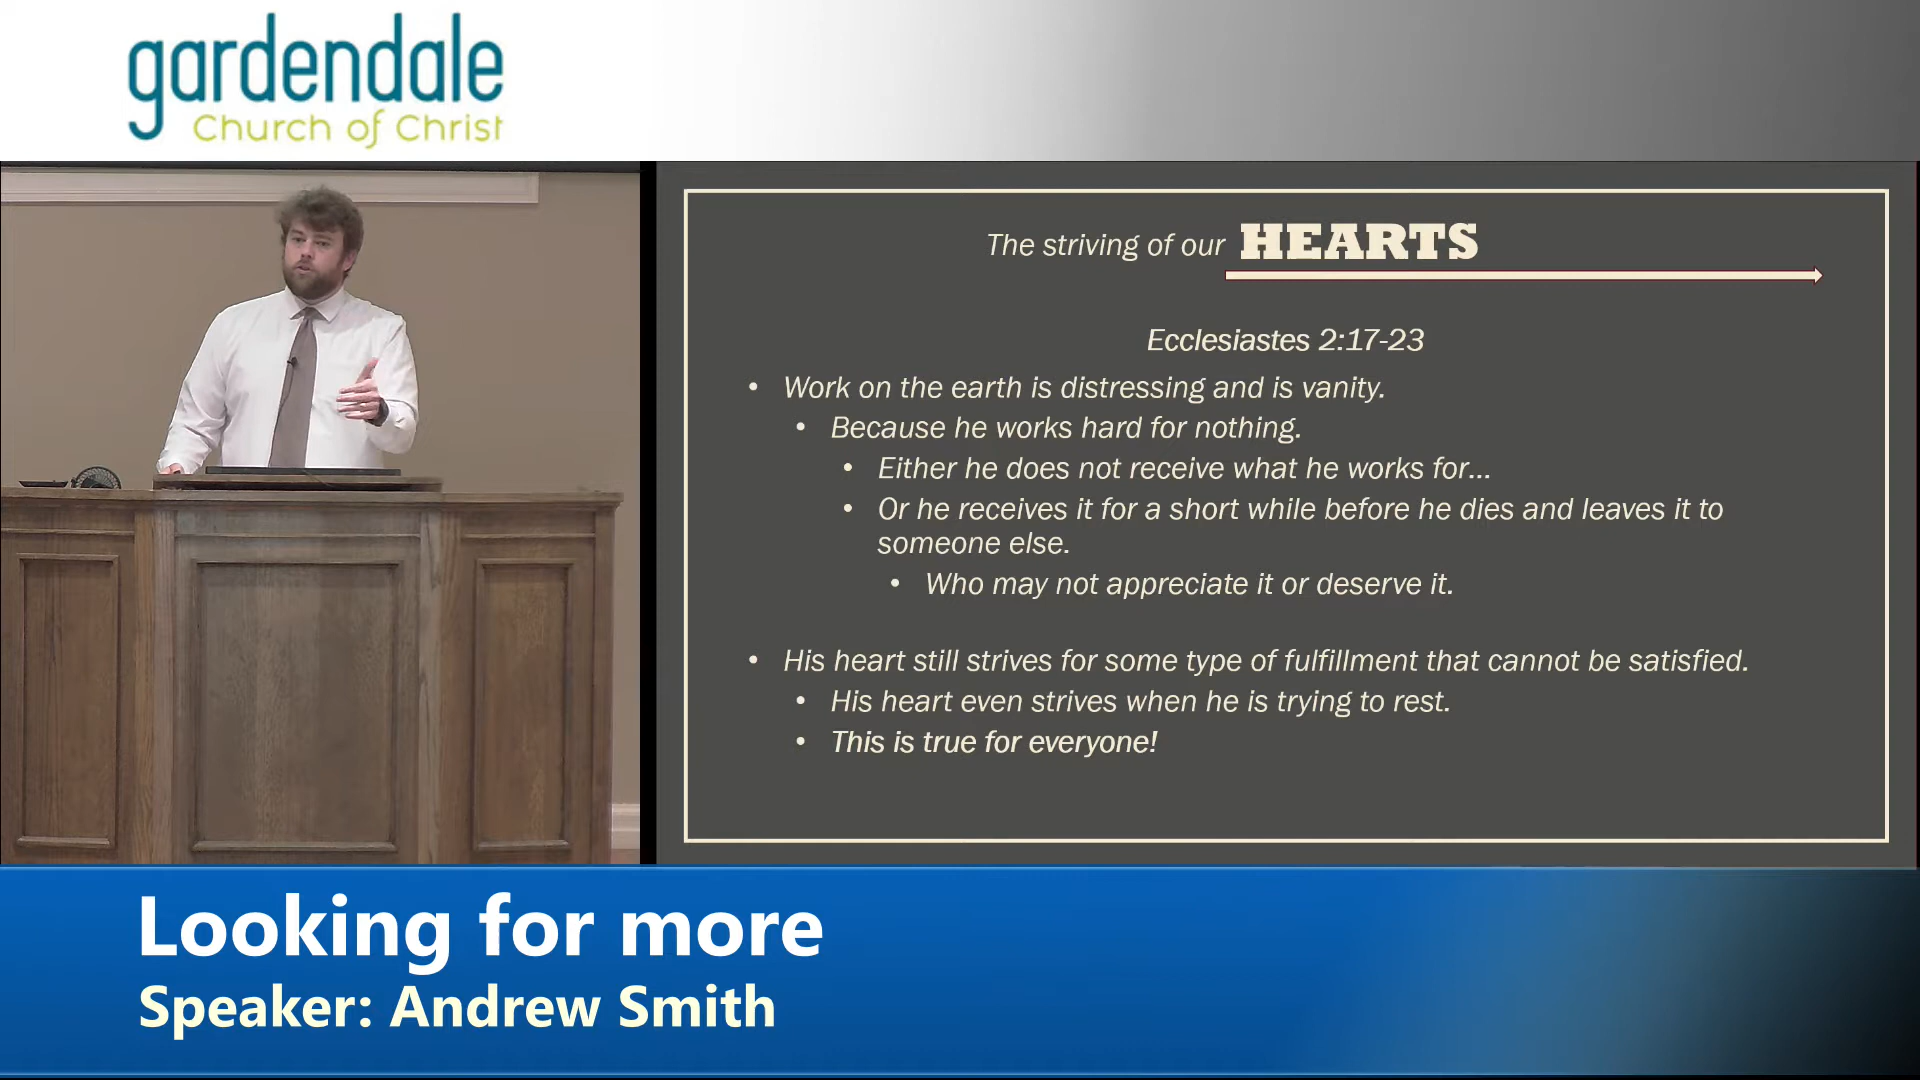 gardendale
Church of Christ
The striving of our HEARTS
Ecclesiastes 2:17-23
• Work on the earth is distressing and is vanity.
• Because he works hard for nothing.
• Either he does not receive what he works for...
• Or he receives it for a short while before he dies and leaves it to
someone else.
• Who may not appreciate it or deserve it.
• His heart still strives for some type of fulfillment that cannot be satisfied.
• His heart even strives when he is trying to rest.
• This is true for everyone!
Looking for more
Speaker: Andrew Smith